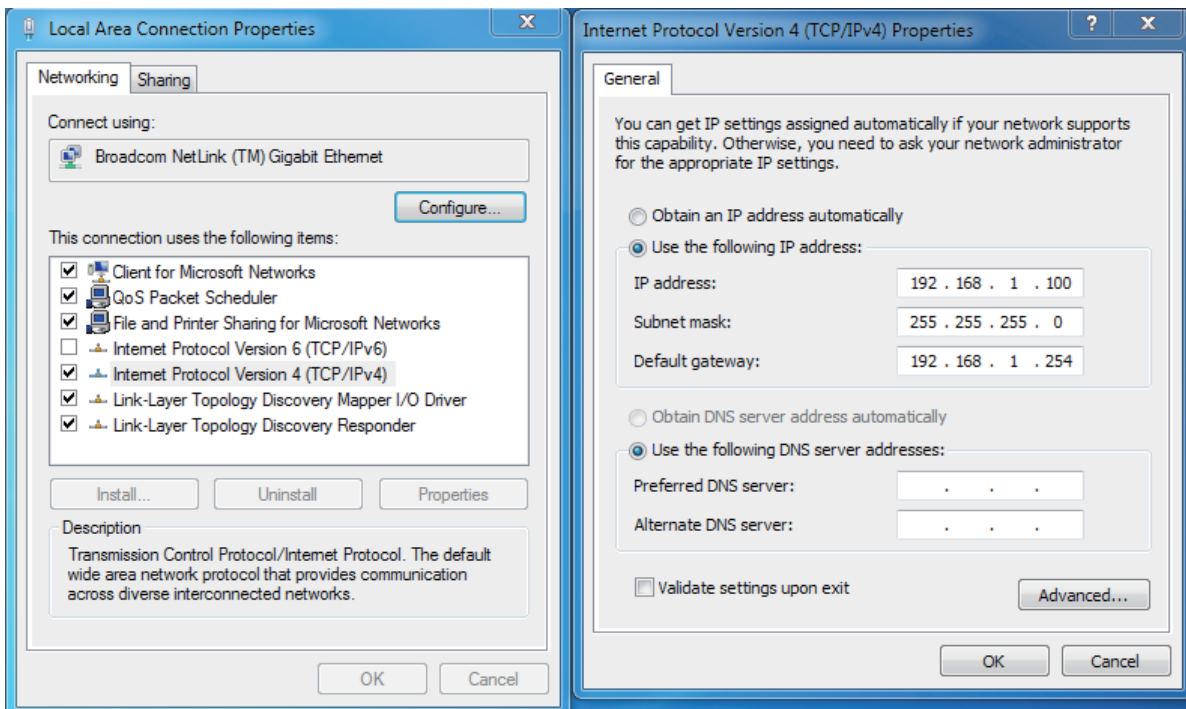 Local Area Connection Properties
X
Networking
Sharing
Connect using:
Broadcom NetLink (TM) Gigabit Ethernet
Configure...
This connection uses the following items:
Client for Microsoft Networks
QoS Packet Scheduler
File and Printer Sharing for Microsoft Networks
Internet Protocol Version 6 (TCP/IPv6)
Internet Protocol Version 4 (TCP/IPv4)
Link-Layer Topology Discovery Mapper I/O Driver
Link-Layer Topology Discovery Responder
Install...
Uninstall
Properties
Description
Transmission Control Protocol/Internet Protocol. The default
wide area network protocol that provides communication
across diverse interconnected networks.
OK
Cancel
Internet Protocol Version 4 (TCP/IPv4) Properties
?
X
General
You can get IP settings assigned automatically if your network supports
this capability. Otherwise, you need to ask your network administrator
for the appropriate IP settings.
Obtain an IP address automatically
Use the following IP address:
IP address:
192 . 168 . 1 . 100
Subnet mask:
255 . 255 . 255 . 0
Default gateway:
192 . 168 . 1 . 254
Obtain DNS server address automatically
Use the following DNS server addresses:
Preferred DNS server:
. . .
Alternate DNS server:
. . .
Validate settings upon exit
Advanced...
OK
Cancel